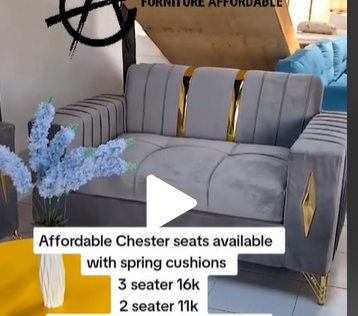 FURNITURE AFFORDABLE
Affordable Chester seats available
with spring cushions
3 seater 16k
2 seater 11k